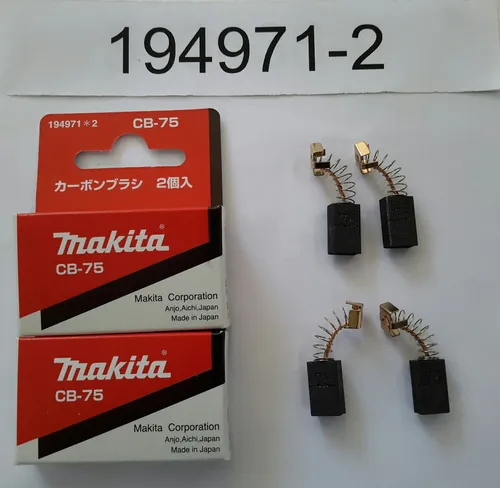 194971-2
194971＊2 CB-75
カーボンブラシ 2個入
makita
CB-75
Makita Corporation
Anjo,Aichi,Japan
Made in Japan
makita
CB-75
Makita Corporation
Anjo,Aichi,Japan
Made in Japan